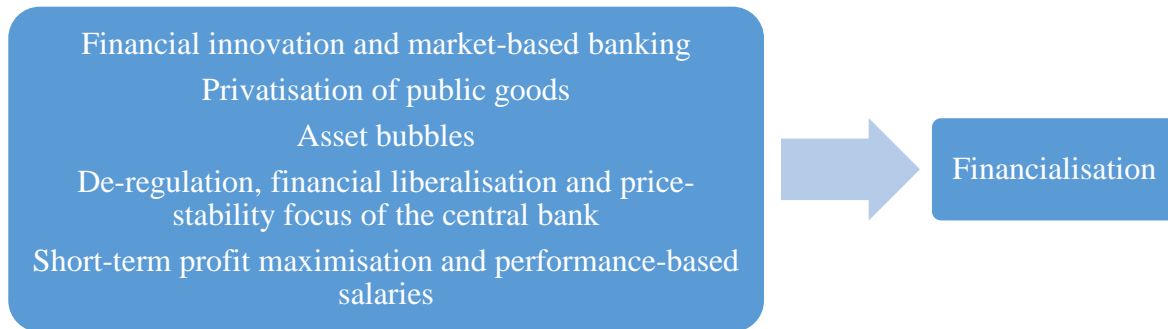 Financial innovation and market-based banking
Privatisation of public goods
Asset bubbles
De-regulation, financial liberalisation and price-
stability focus of the central bank
Short-term profit maximisation and performance-based
salaries
Financialisation